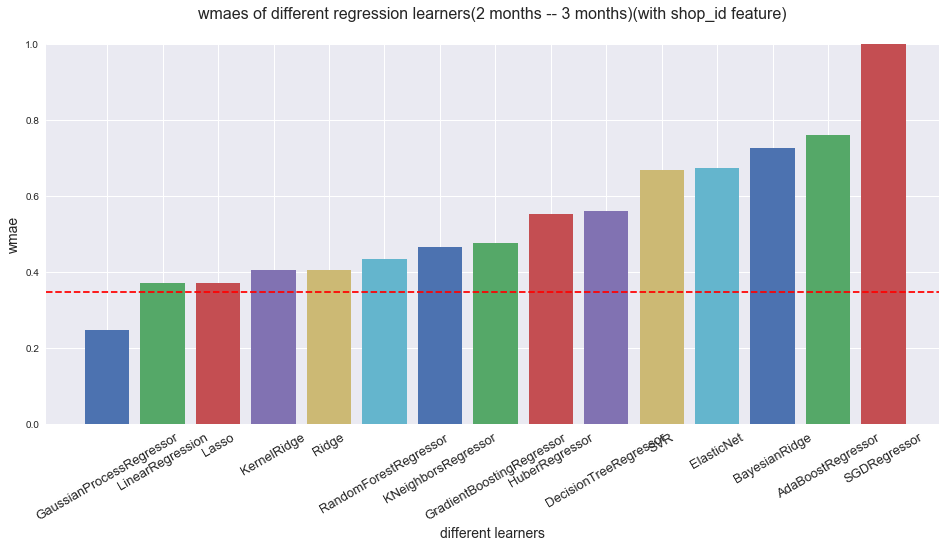 wmaes of different regression learners(2 months -- 3 months)(with shop_id feature)
1.0
0.8
0.6
0.4
0.2
0.0
wmae
GaussianProcessRegressor
LinearRegression
Lasso
KernelRidge
Ridge
RandomForestRegressor
KNeighborsRegressor
GradientBoostingRegressor
HuberRegressor
DecisionTreeRegressor
SVR
ElasticNet
BayesianRidge
AdaBoostRegressor
SGDRegressor
different learners